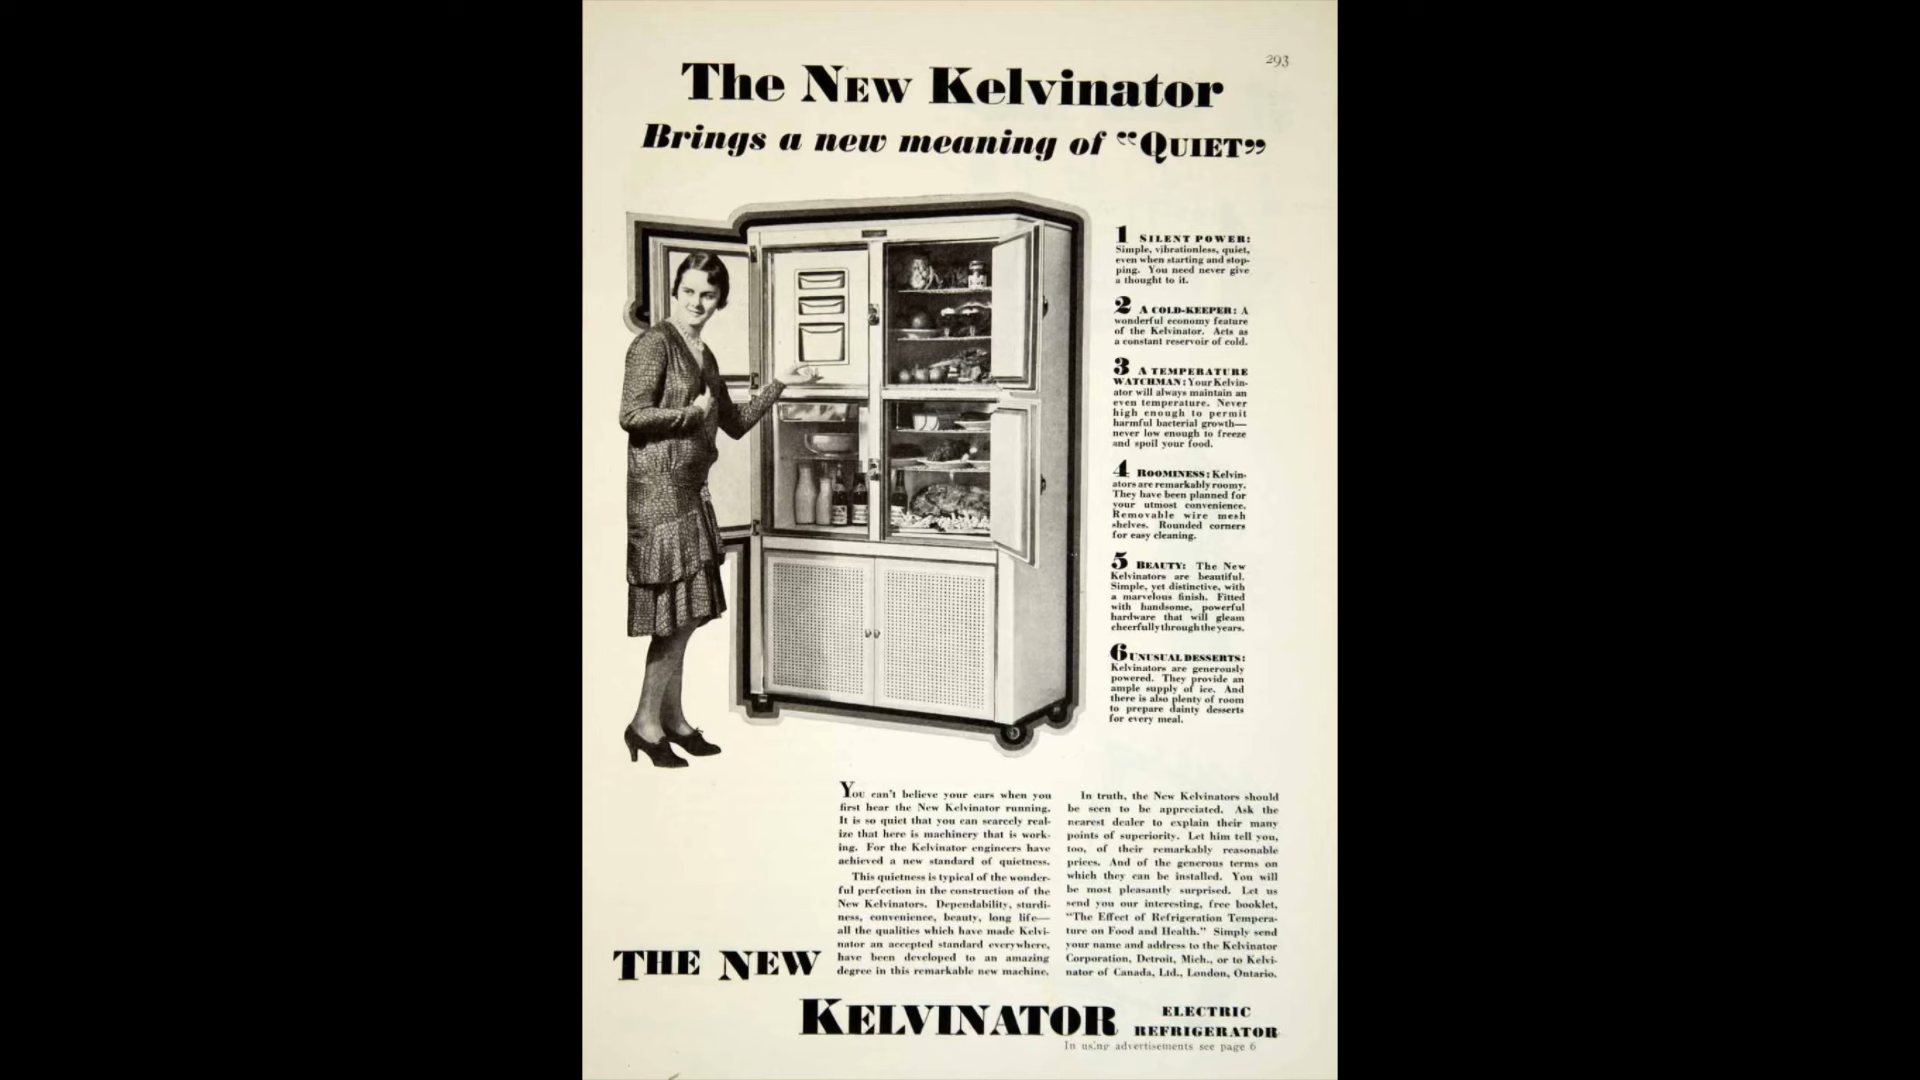 293
The NEW Kelvinator
Brings a new meaning of “QUIET”
1 SILENT POWER:
Simple, vibrationless, quiet,
even when starting and stop-
ping. You need never give
a thought to it.
2 A COLD-KEEPER: A
wonderful economy feature
of the Kelvinator. Acts as
a constant reservoir of cold.
3 A TEMPERATURE
WATCHMAN: Your Kelvin-
ator will always maintain an
even temperature. Never
high enough to permit
harmful bacterial growth—
never low enough to freeze
and spoil your food.
4 ROOMINESS: Kelvin-
ators are remarkably roomy.
They have been planned for
your utmost convenience.
Removable wire mesh
shelves. Rounded corners
for easy cleaning.
5 BEAUTY: The New
Kelvinators are beautiful.
Simple, yet distinctive, with
a marvelous finish. Fitted
with handsome, powerful
hardware that will gleam
cheerfully through the years.
6 UNUSUAL DESSERTS:
Kelvinators are generously
powered. They provide an
ample supply of ice. And
there is also plenty of room
to prepare dainty desserts
for every meal.
You can't believe your ears when you
first hear the New Kelvinator running.
It is so quiet that you can scarcely real-
ize that here is machinery that is work-
ing. For the Kelvinator engineers have
achieved a new standard of quietness.
This quietness is typical of the wonder-
ful perfection in the construction of the
New Kelvinators. Dependability, sturdi-
ness, convenience, beauty, long life—
all the qualities which have made Kelvi-
nator an accepted standard everywhere,
have been developed to an amazing
degree in this remarkable new machine.
In truth, the New Kelvinators should
be seen to be appreciated. Ask the
nearest dealer to explain their many
points of superiority. Let him tell you,
too, of their remarkably reasonable
prices. And of the generous terms on
which they can be installed. You will
be most pleasantly surprised. Let us
send you our interesting, free booklet,
“The Effect of Refrigeration Tempera-
ture on Food and Health.” Simply send
your name and address to the Kelvinator
Corporation, Detroit, Mich., or to Kelvi-
nator of Canada, Ltd., London, Ontario.
THE NEW
KELVINATOR ELECTRIC
REFRIGERATOR
In using advertisements see page 6